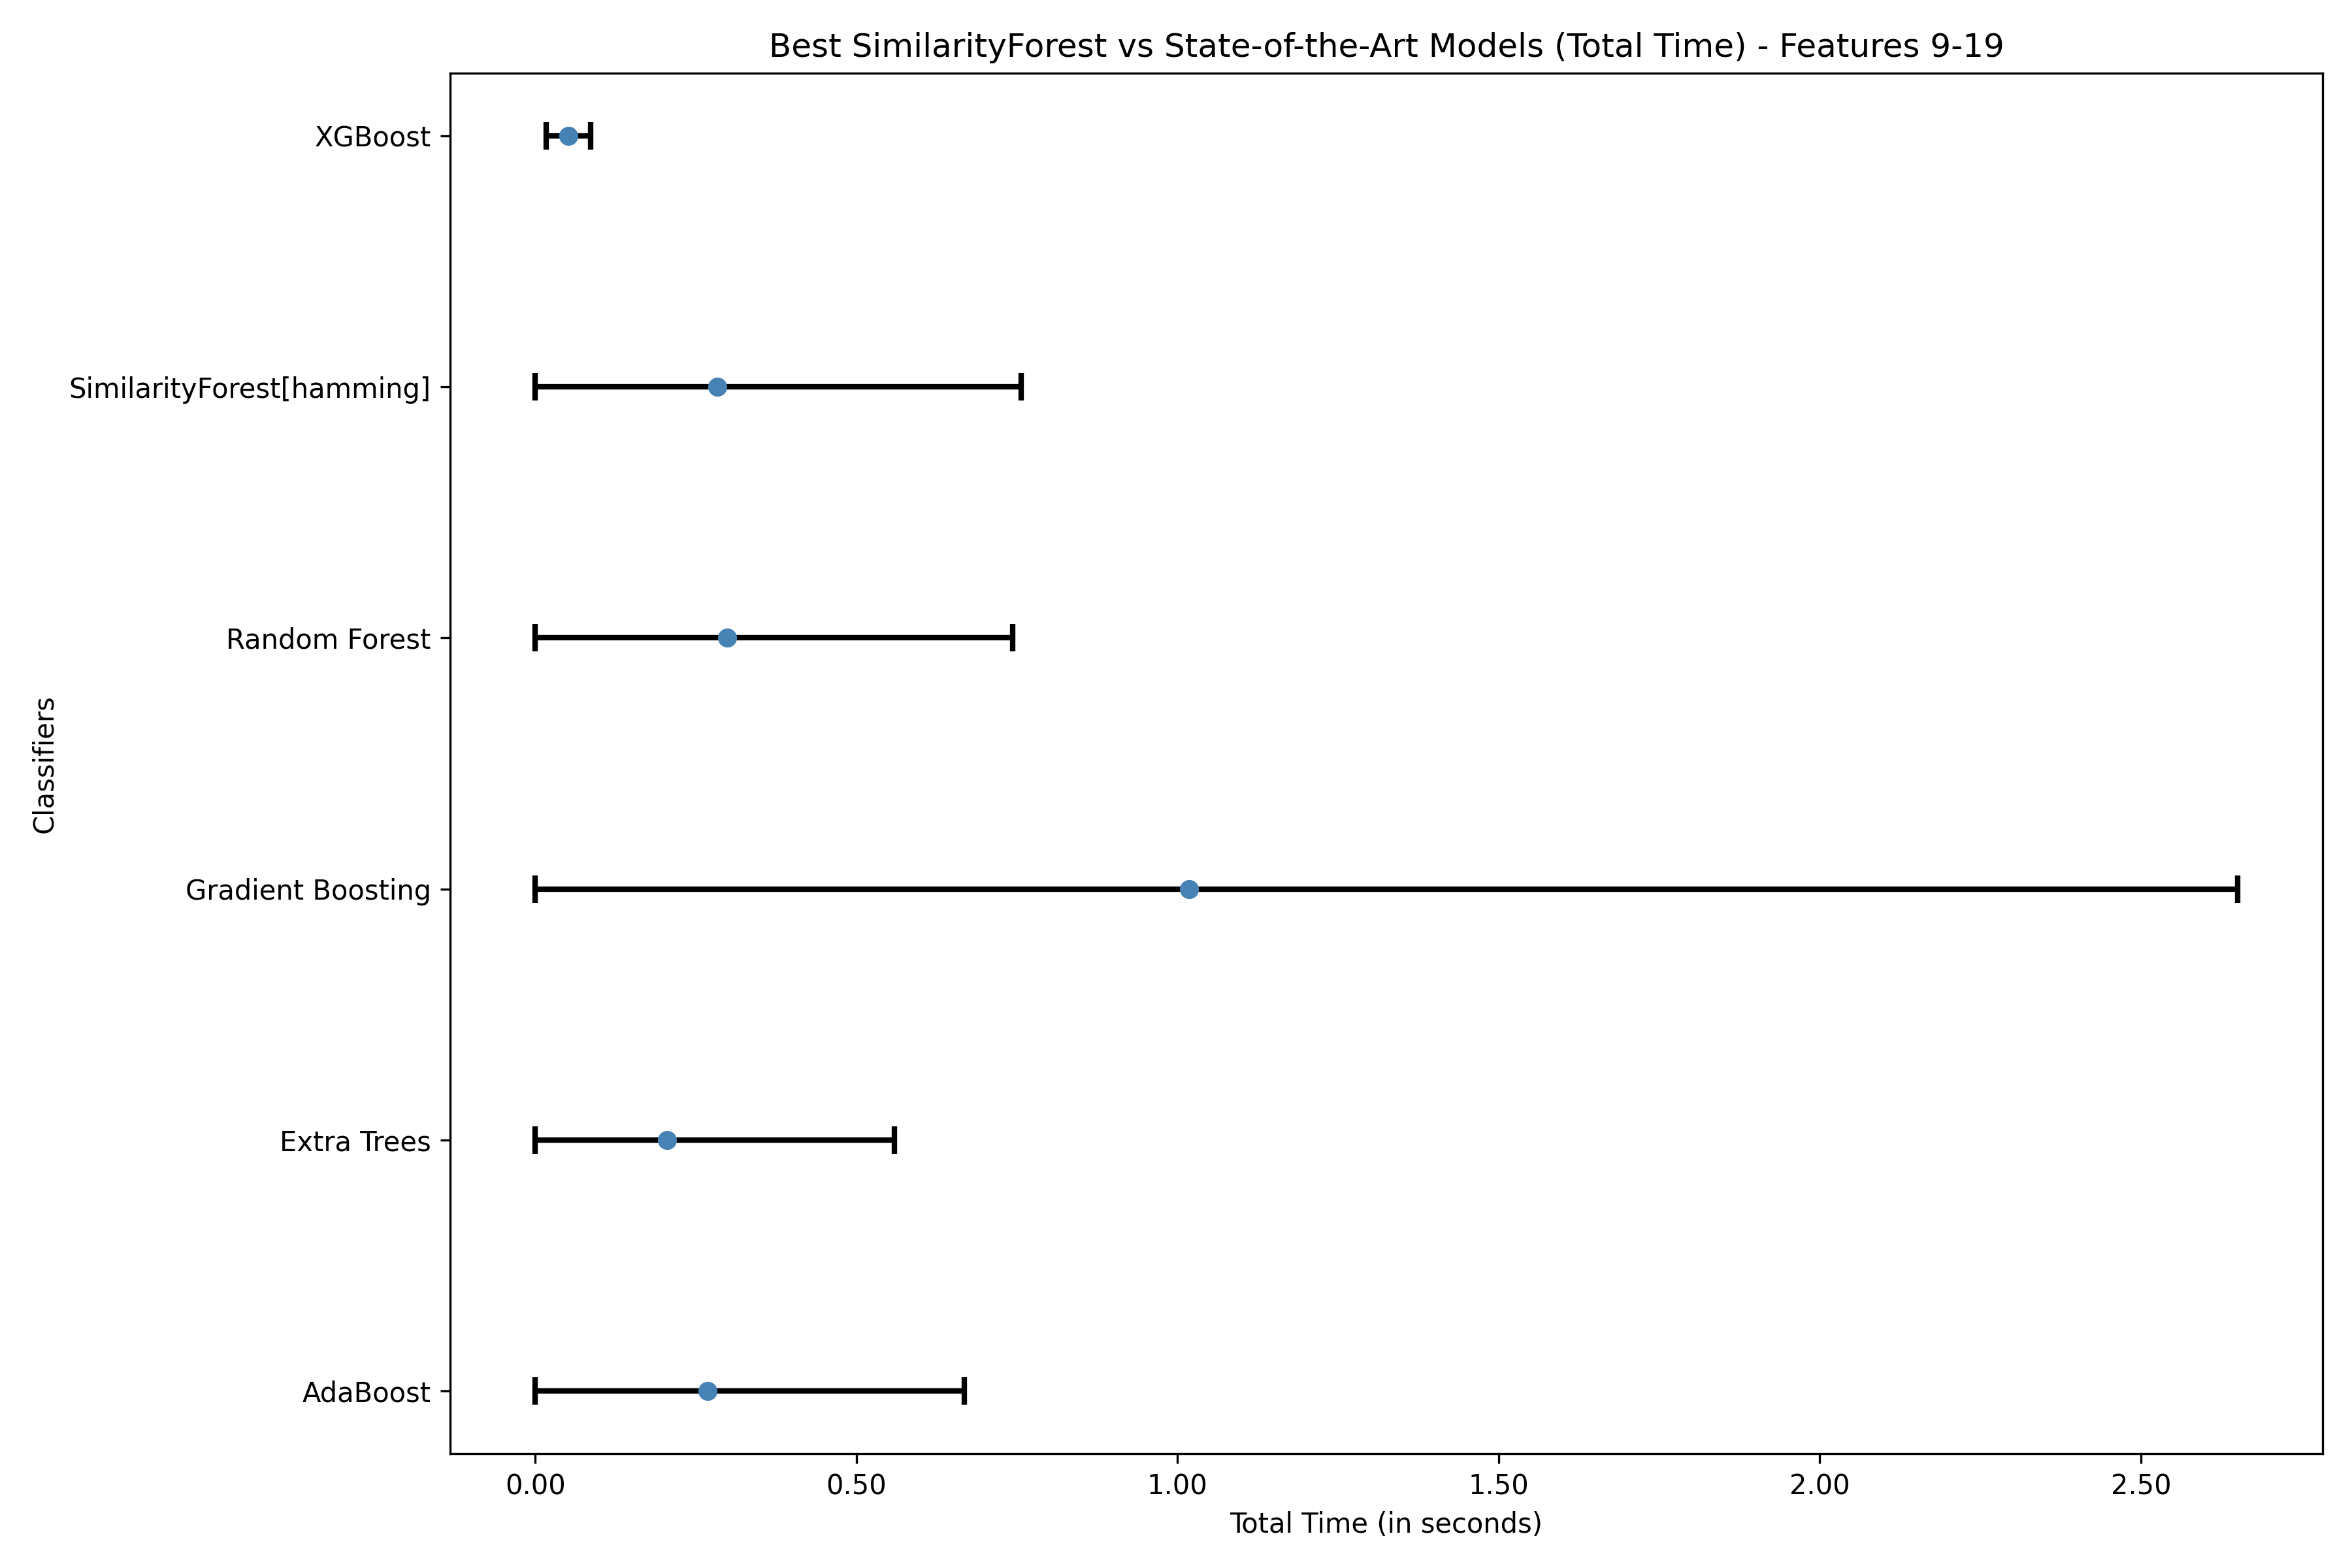 Best SimilarityForest vs State-of-the-Art Models (Total Time) - Features 9-19
XGBoost
SimilarityForest[hamming]
Random Forest
Gradient Boosting
Extra Trees
AdaBoost
Classifiers
0.00 0.50 1.00 1.50 2.00 2.50
Total Time (in seconds)